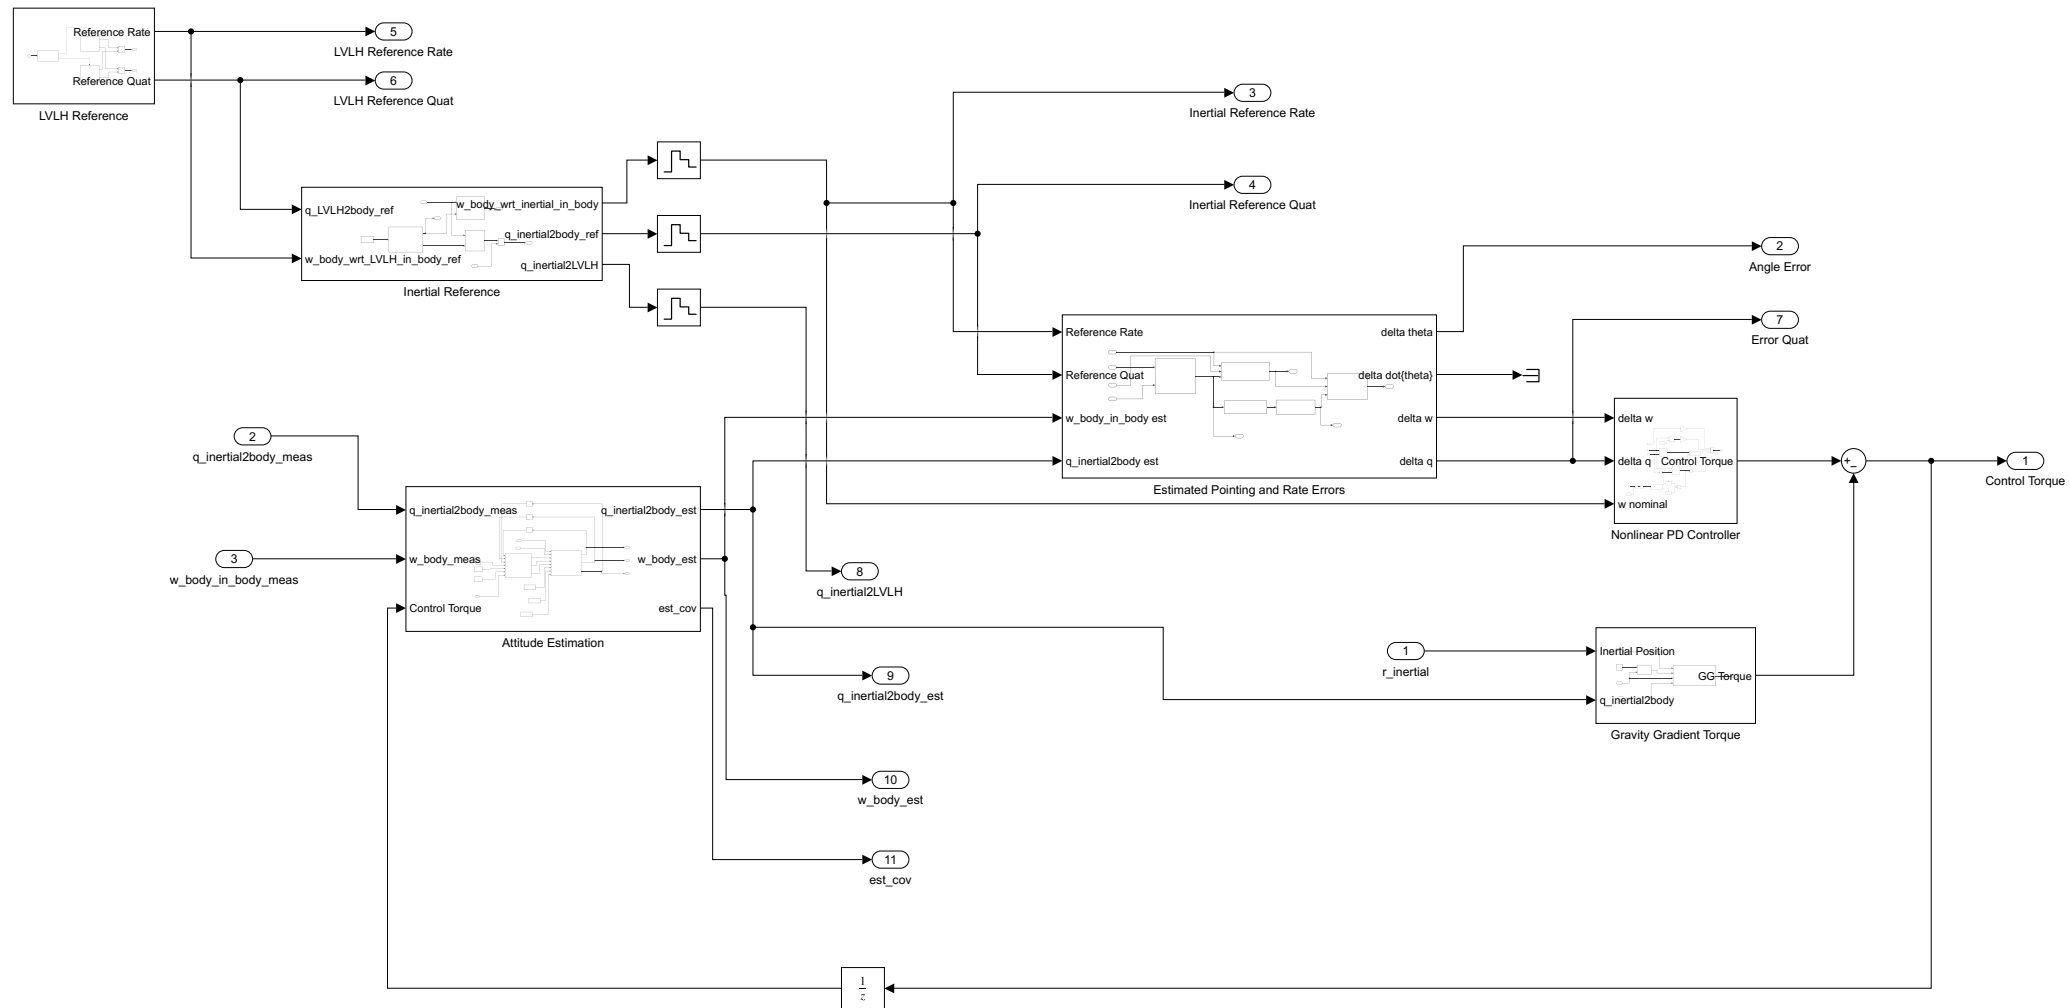 Reference Rate
Reference Quat
LVLH Reference
5
LVLH Reference Rate
6
LVLH Reference Quat
3
Inertial Reference Rate
4
Inertial Reference Quat
q_LVLH2body_ref
w_body_wrt_LVLH_in_body_ref
w_body_wrt_inertial_in_body
q_inertial2body_ref
q_inertial2LVLH
Inertial Reference
2
Angle Error
7
Error Quat
Reference Rate
Reference Quat
w_body_in_body est
q_inertial2body est
delta theta
delta dot{theta}
delta w
delta q
Estimated Pointing and Rate Errors
delta w
delta q
w nominal
Control Torque
Nonlinear PD Controller
+
−
1
Control Torque
2
q_inertial2body_meas
3
w_body_in_body_meas
q_inertial2body_meas
w_body_meas
Control Torque
q_inertial2body_est
w_body_est
est_cov
Attitude Estimation
8
q_inertial2LVLH
9
q_inertial2body_est
10
w_body_est
11
est_cov
1
r_inertial
Inertial Position
q_inertial2body
GG Torque
Gravity Gradient Torque
1
z